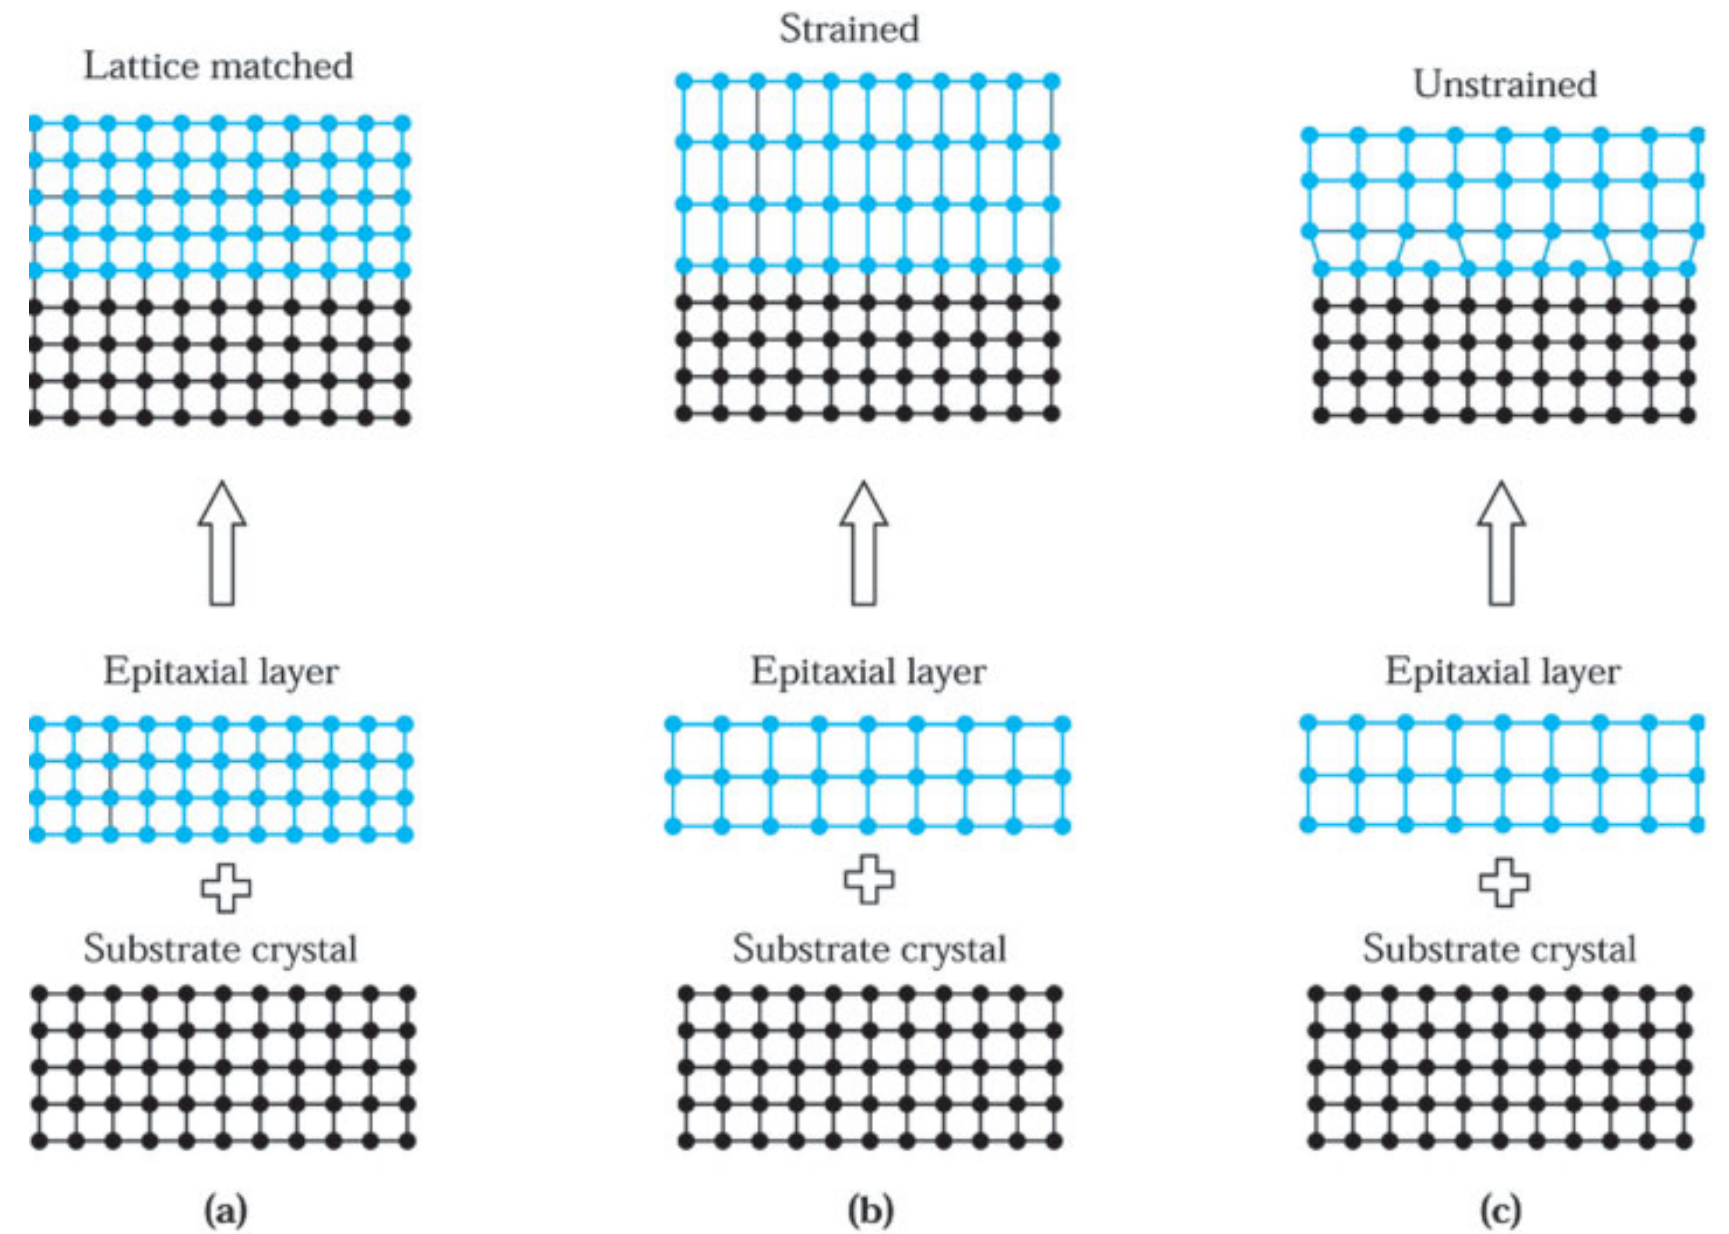 Lattice matched
Strained
Unstrained
Epitaxial layer
Epitaxial layer
Epitaxial layer
Substrate crystal
Substrate crystal
Substrate crystal
(a)
(b)
(c)